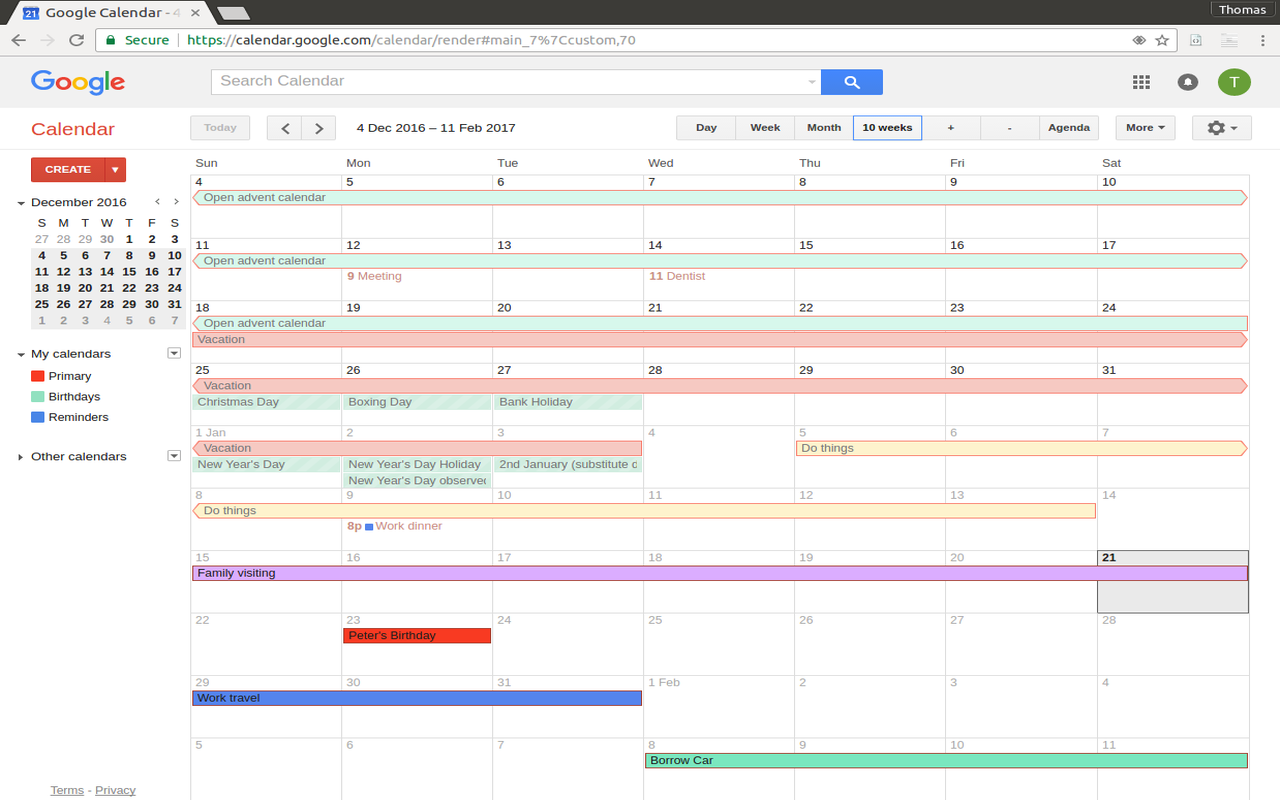 Google Calendar - 4
Thomas
Secure
https://calendar.google.com/calendar/render#main_7%7Ccustom,70
Google
Search Calendar
T
Calendar
Today
4 Dec 2016 – 11 Feb 2017
Day Week Month 10 weeks + - Agenda
More
CREATE
December 2016
S M T W T F S
27 28 29 30 1 2 3
4 5 6 7 8 9 10
11 12 13 14 15 16 17
18 19 20 21 22 23 24
25 26 27 28 29 30 31
1 2 3 4 5 6 7
My calendars
Primary
Birthdays
Reminders
Other calendars
Terms - Privacy
Sun Mon Tue Wed Thu Fri Sat
4 5 6 7 8 9 10
Open advent calendar
11 12 13 14 15 16 17
Open advent calendar
9 Meeting 11 Dentist
18 19 20 21 22 23 24
Open advent calendar
Vacation
25 26 27 28 29 30 31
Vacation
Christmas Day Boxing Day Bank Holiday
1 Jan 2 3 4 5 6 7
Vacation Do things
New Year's Day New Year's Day Holiday 2nd January (substitute d
New Year's Day observed
8 9 10 11 12 13 14
Do things
8p Work dinner
15 16 17 18 19 20 21
Family visiting
22 23 24 25 26 27 28
Peter's Birthday
29 30 31 1 Feb 2 3 4
Work travel
5 6 7 8 9 10 11
Borrow Car